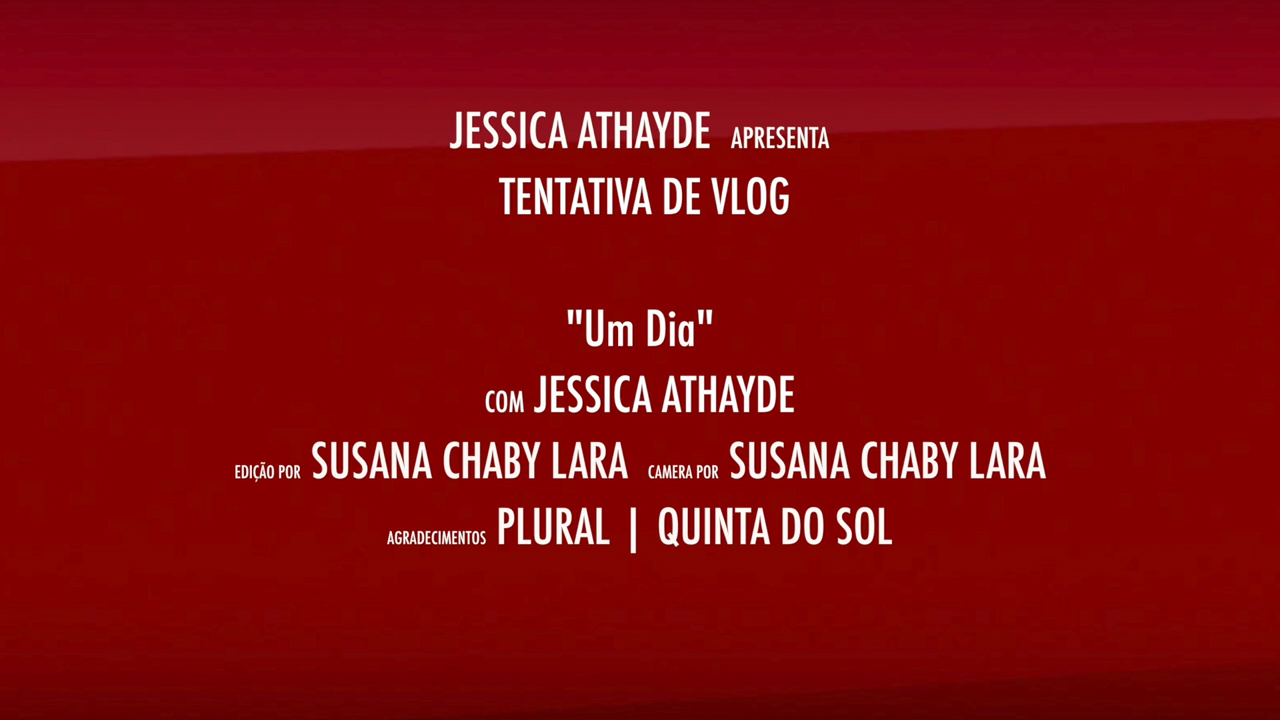 JESSICA ATHAYDE APRESENTA
TENTATIVA DE VLOG
"Um Dia"
COM JESSICA ATHAYDE
EDIÇÃO POR SUSANA CHABY LARA CAMERA POR SUSANA CHABY LARA
AGRADECIMENTOS PLURAL | QUINTA DO SOL